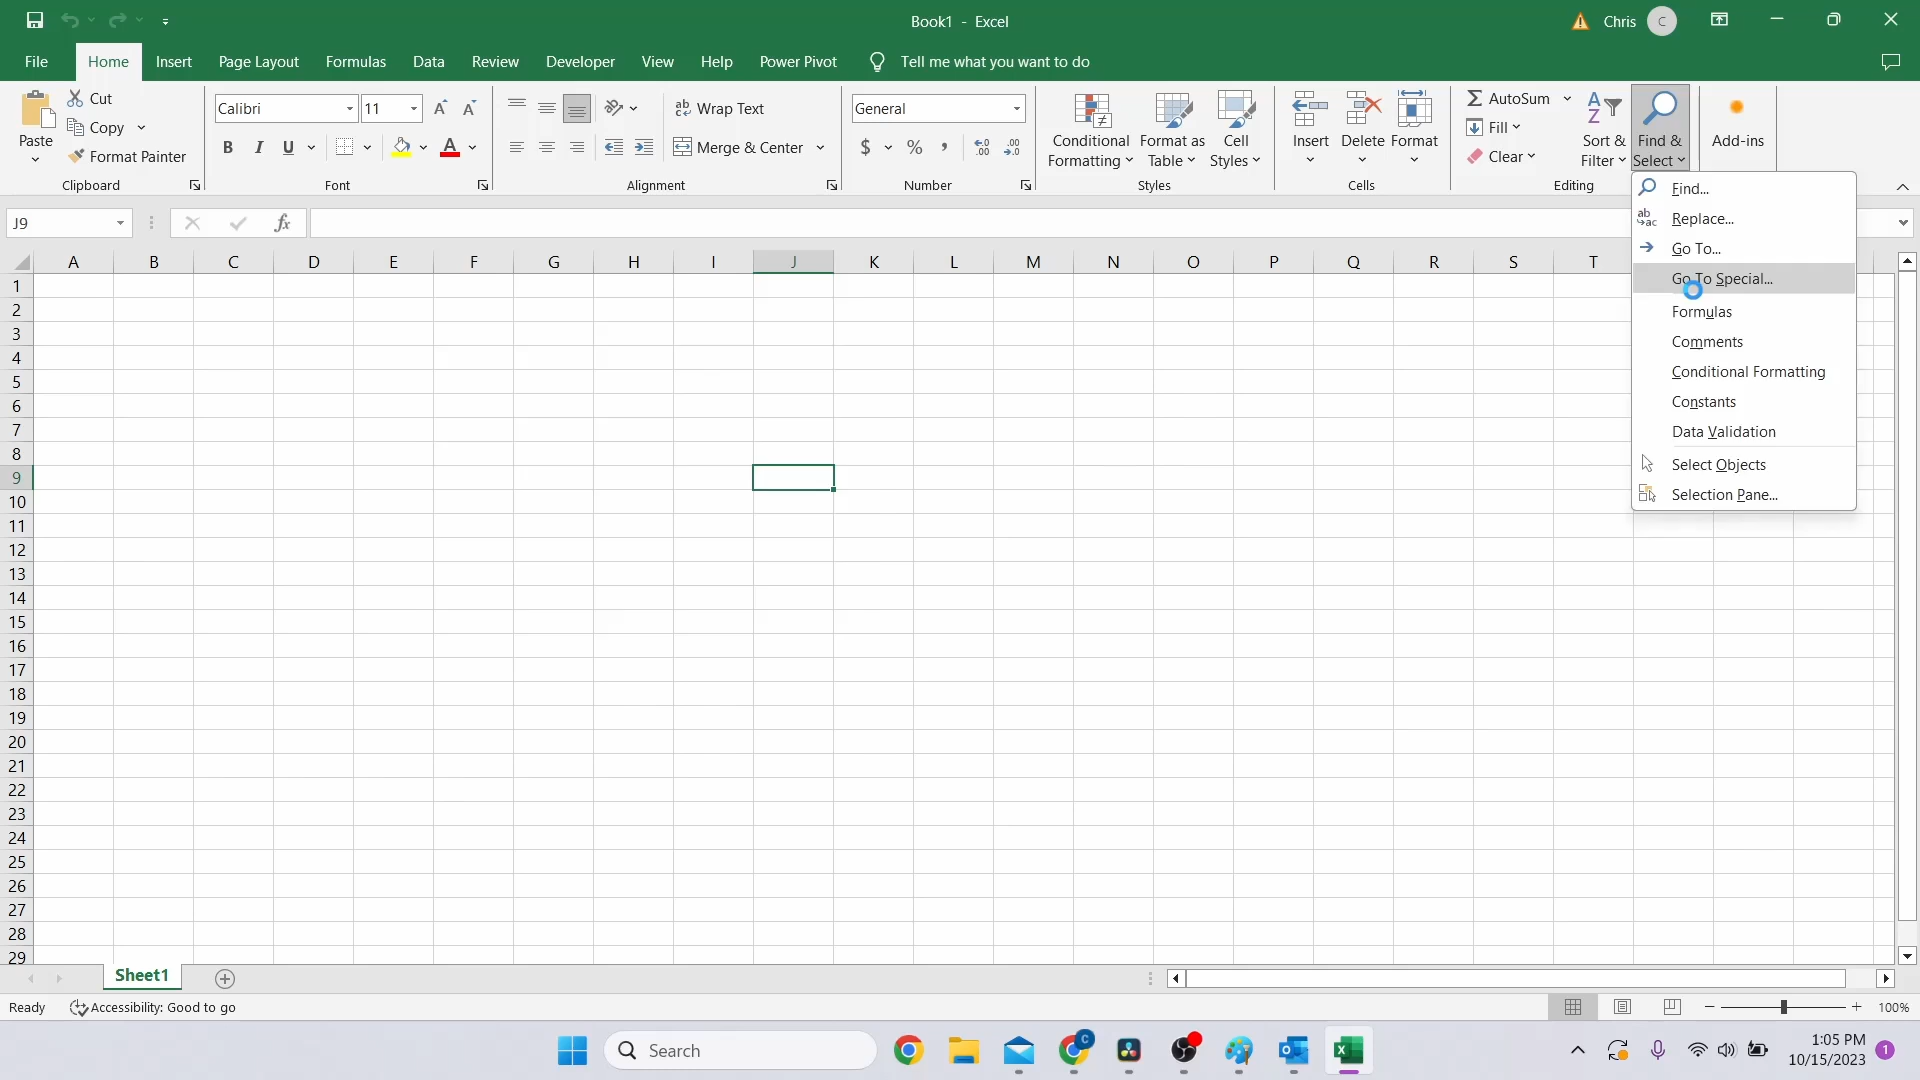 Book1 - Excel
Chris
C
File
Home
Insert
Page Layout
Formulas
Data
Review
Developer
View
Help
Power Pivot
Tell me what you want to do
Paste
Cut
Copy
Format Painter
Clipboard
Calibri
11
B I U
Font
Wrap Text
Merge & Center
Alignment
General
$ % ,
Number
Conditional
Formatting
Format as
Table
Cell
Styles
Styles
Insert
Delete
Format
Cells
AutoSum
Fill
Clear
Sort &
Filter
Find &
Select
Editing
Add-ins
Find...
Replace...
Go To...
Go To Special...
Formulas
Comments
Conditional Formatting
Constants
Data Validation
Select Objects
Selection Pane...
J9
fx
A B C D E F G H I J K L M N O P Q R S T
1
2
3
4
5
6
7
8
9
10
11
12
13
14
15
16
17
18
19
20
21
22
23
24
25
26
27
28
29
Sheet1
Ready
Accessibility: Good to go
100%
Search
1:05 PM
10/15/2023
1